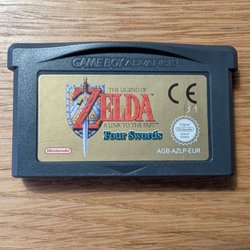 GAME BOY ADVANCE
THE LEGEND OF
ZELDA
A LINK TO THE PAST
Four Swords
CE
Nintendo
AGB-AZLP-EUR